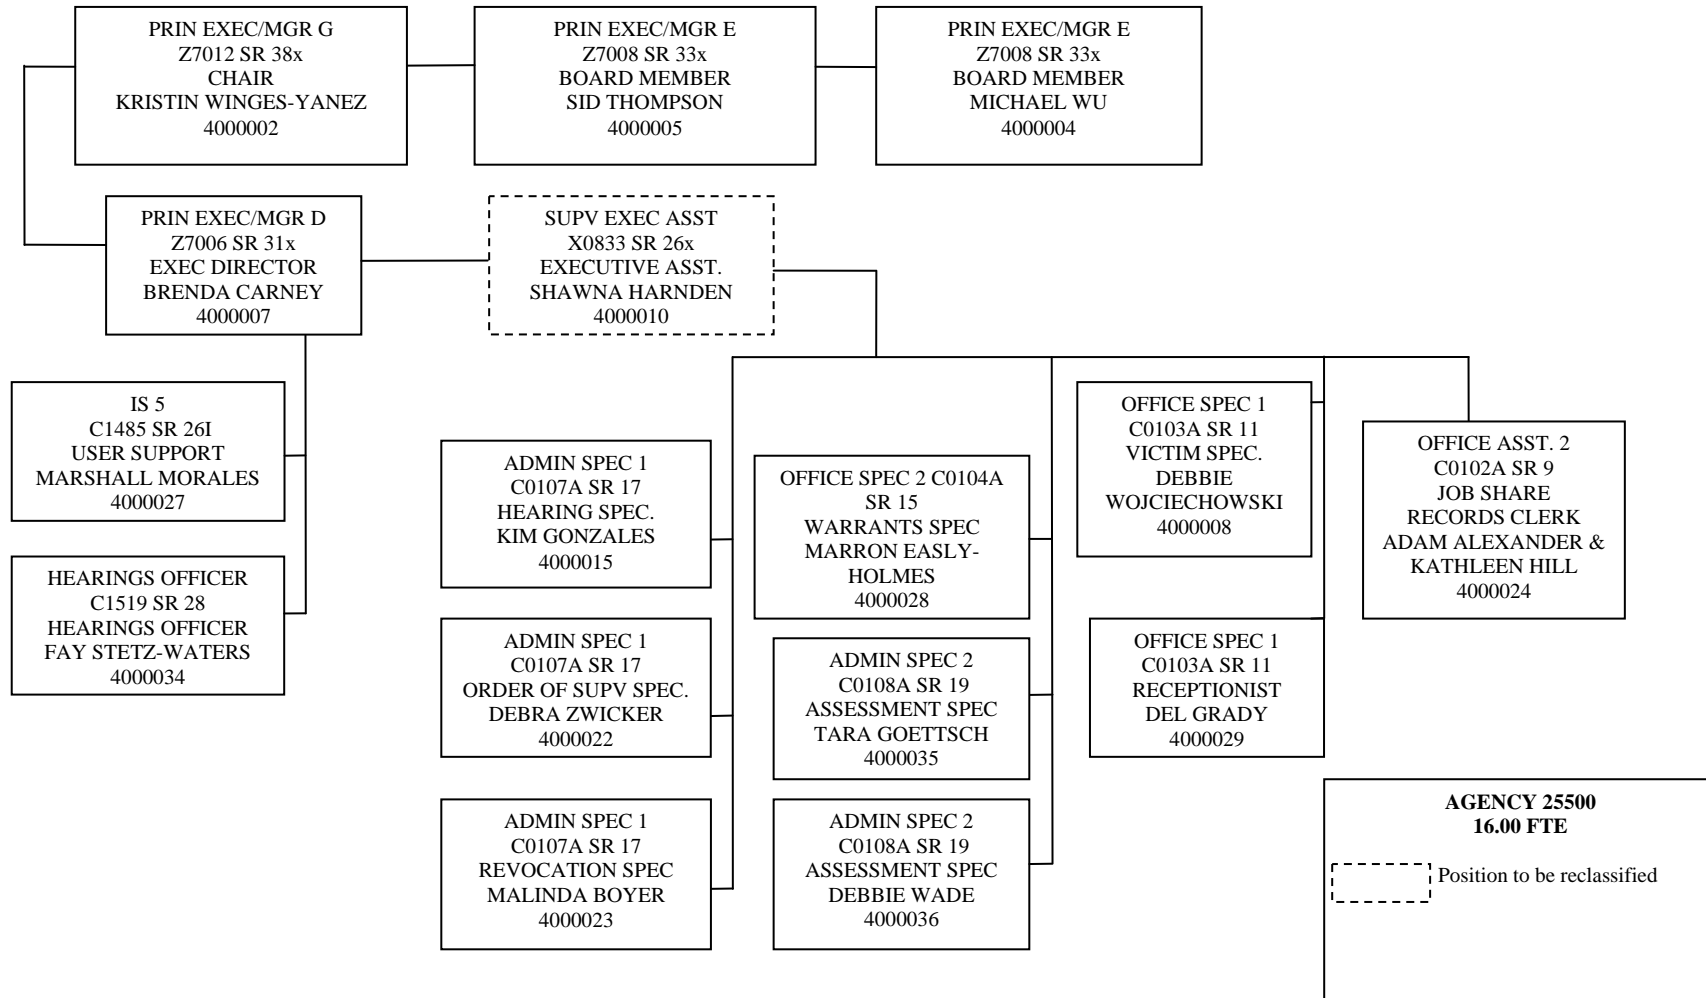 PRIN EXEC/MGR G
Z7012 SR 38x
CHAIR
KRISTIN WINGES-YANEZ
4000002
PRIN EXEC/MGR E
Z7008 SR 33x
BOARD MEMBER
SID THOMPSON
4000005
PRIN EXEC/MGR E
Z7008 SR 33x
BOARD MEMBER
MICHAEL WU
4000004
PRIN EXEC/MGR D
Z7006 SR 31x
EXEC DIRECTOR
BRENDA CARNEY
4000007
SUPV EXEC ASST
X0833 SR 26x
EXECUTIVE ASST.
SHAWNA HARNDEN
4000010
IS 5
C1485 SR 26I
USER SUPPORT
MARSHALL MORALES
4000027
HEARINGS OFFICER
C1519 SR 28
HEARINGS OFFICER
FAY STETZ-WATERS
4000034
ADMIN SPEC 1
C0107A SR 17
HEARING SPEC.
KIM GONZALES
4000015
ADMIN SPEC 1
C0107A SR 17
ORDER OF SUPV SPEC.
DEBRA ZWICKER
4000022
ADMIN SPEC 1
C0107A SR 17
REVOCATION SPEC
MALINDA BOYER
4000023
OFFICE SPEC 2 C0104A
SR 15
WARRANTS SPEC
MARRON EASLY-
HOLMES
4000028
ADMIN SPEC 2
C0108A SR 19
ASSESSMENT SPEC
TARA GOETTSCH
4000035
ADMIN SPEC 2
C0108A SR 19
ASSESSMENT SPEC
DEBBIE WADE
4000036
OFFICE SPEC 1
C0103A SR 11
VICTIM SPEC.
DEBBIE
WOJCIECHOWSKI
4000008
OFFICE SPEC 1
C0103A SR 11
RECEPTIONIST
DEL GRADY
4000029
OFFICE ASST. 2
C0102A SR 9
JOB SHARE
RECORDS CLERK
ADAM ALEXANDER &
KATHLEEN HILL
4000024
AGENCY 25500
16.00 FTE
Position to be reclassified